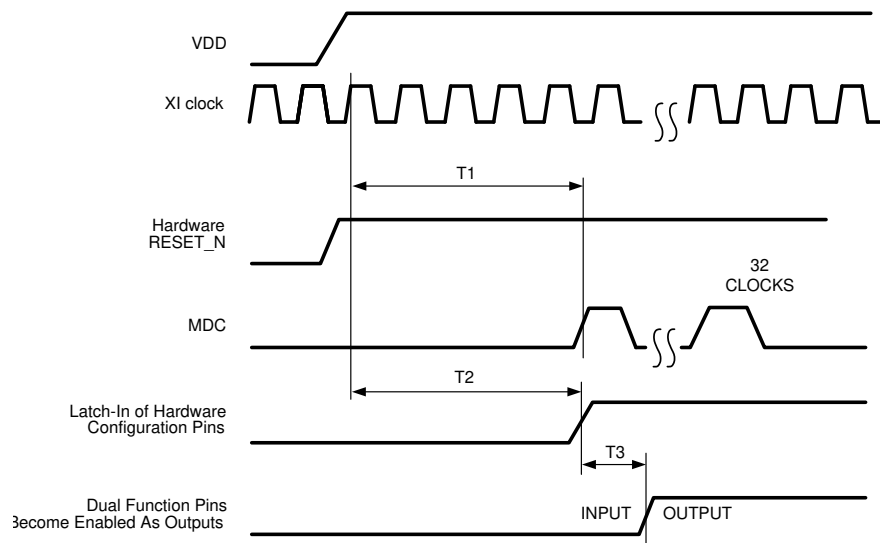 VDD
XI clock
T1
Hardware
RESET_N
32
CLOCKS
MDC
T2
Latch-In of Hardware
Configuration Pins
T3
Dual Function Pins
Become Enabled As Outputs
INPUT
OUTPUT